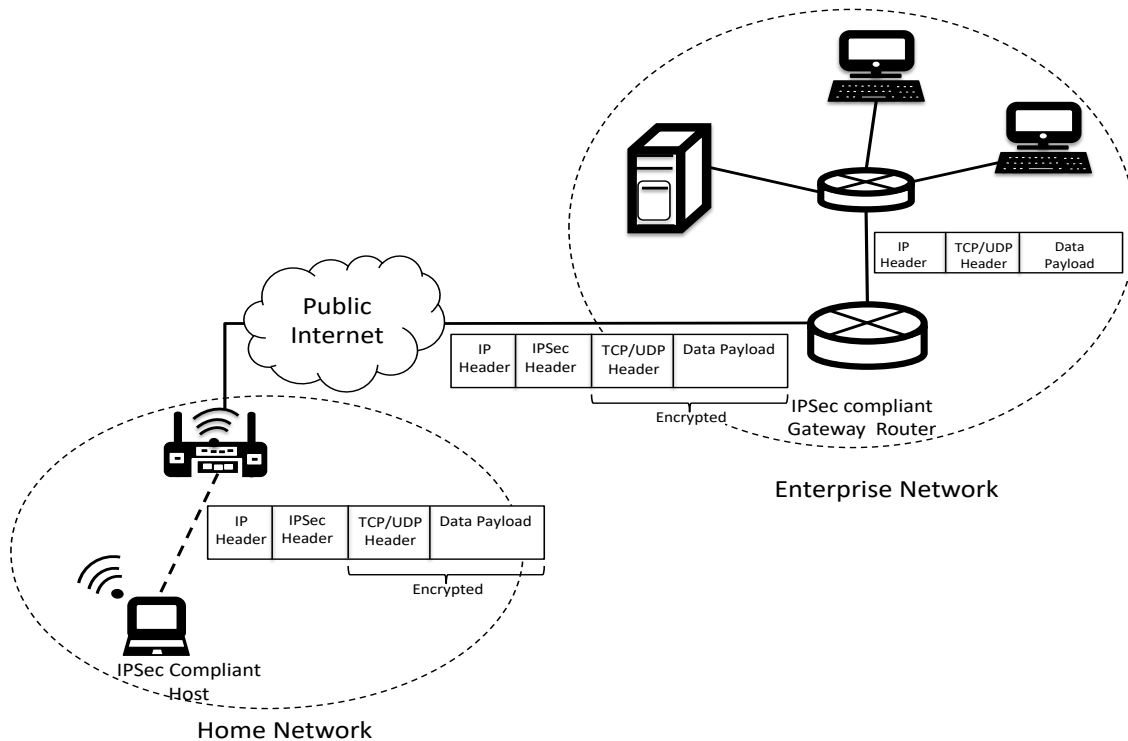 IP
Header
TCP/UDP
Header
Data
Payload
Public
Internet
IP
Header
IPSec
Header
TCP/UDP
Header
Data Payload
Encrypted
IPSec compliant
Gateway Router
Enterprise Network
IP
Header
IPSec
Header
TCP/UDP
Header
Data Payload
Encrypted
IPSec Compliant
Host
Home Network